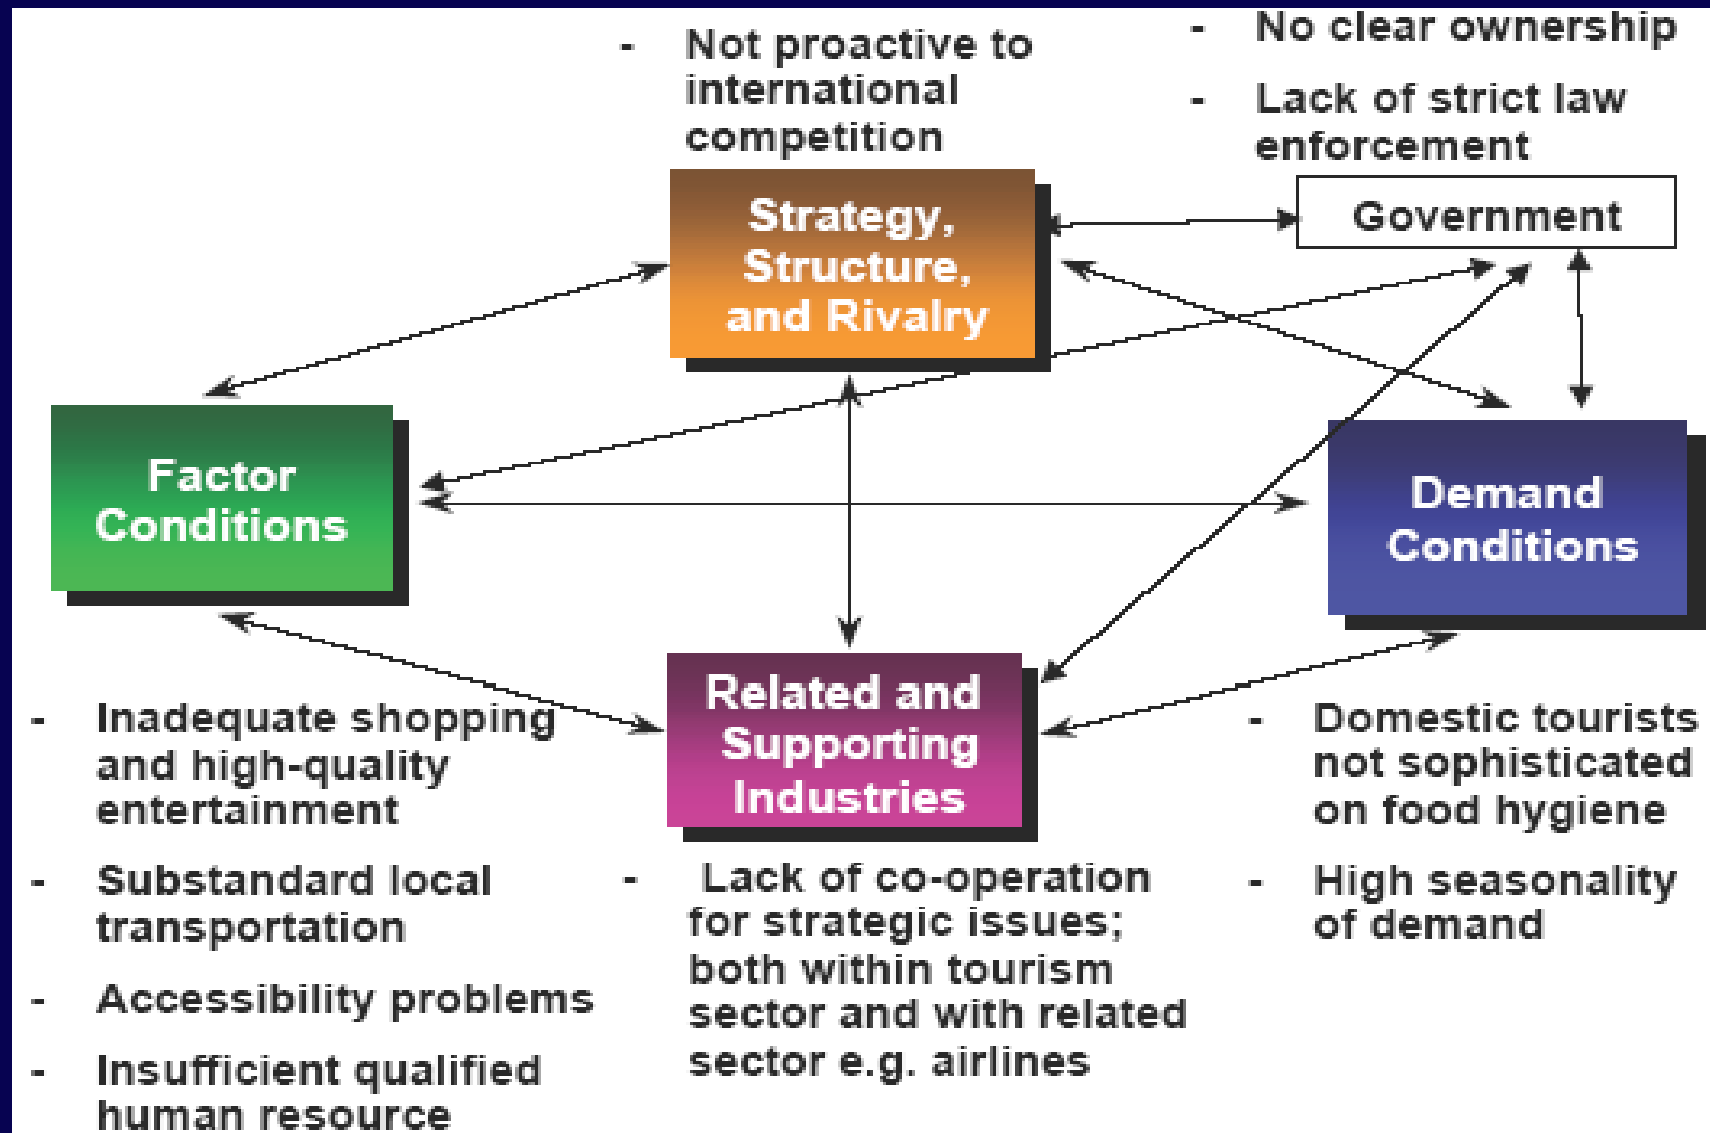 - Not proactive to
international
competition
- No clear ownership
- Lack of strict law
enforcement
Government
Strategy,
Structure,
and Rivalry
Factor
Conditions
Demand
Conditions
Related and
Supporting
Industries
- Inadequate shopping
and high-quality
entertainment
- Substandard local
transportation
- Accessibility problems
- Insufficient qualified
human resource
- Lack of co-operation
for strategic issues;
both within tourism
sector and with related
sector e.g. airlines
- Domestic tourists
not sophisticated
on food hygiene
- High seasonality
of demand